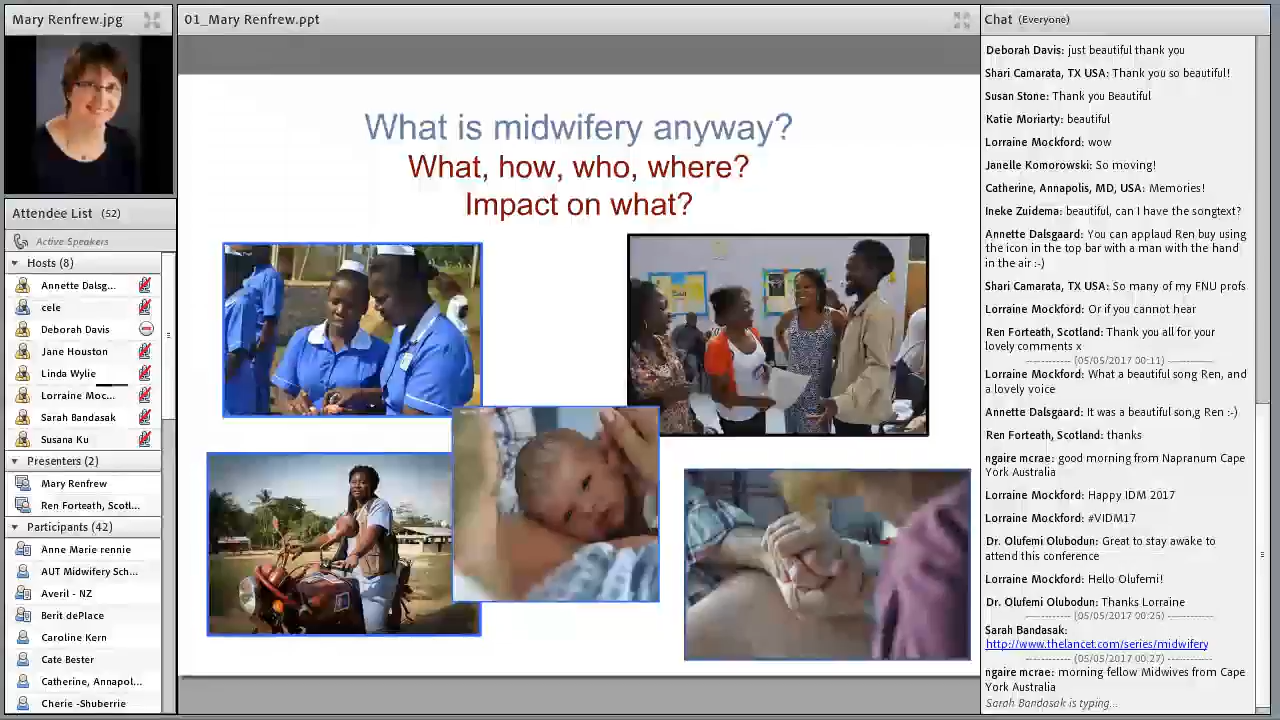 Mary Renfrew.jpg
Attendee List (52)
Active Speakers
Hosts (8)
Annette Dalsg...
cele
Deborah Davis
Jane Houston
Linda Wylie
Lorraine Moc...
Sarah Bandasak
Susana Ku
Presenters (2)
Mary Renfrew
Ren Forteath, Scotl...
Participants (42)
Anne Marie rennie
AUT Midwifery Sch...
Averil - NZ
Berit dePlace
Caroline Kern
Cate Bester
Catherine, Annapol...
Cherie -Shuberrie
01_Mary Renfrew.ppt
What is midwifery anyway?
What, how, who, where?
Impact on what?
Chat (Everyone)
Deborah Davis: just beautiful thank you
Shari Camarata, TX USA: Thank you so beautiful!
Susan Stone: Thank you Beautiful
Katie Moriarty: beautiful
Lorraine Mockford: wow
Janelle Komorowski: So moving!
Catherine, Annapolis, MD, USA: Memories!
Ineke Zuidema: beautiful, can I have the songtext?
Annette Dalsgaard: You can applaud Ren buy using
the icon in the top bar with a man with the hand
in the air :-)
Shari Camarata, TX USA: So many of my FNU profs
Lorraine Mockford: Or if you cannot hear
Ren Forteath, Scotland: Thank you all for your
lovely comments x
----------- (05/05/2017 00:11) -----------
Lorraine Mockford: What a beautiful song Ren, and
a lovely voice
Annette Dalsgaard: It was a beautiful son,g Ren :-)
Ren Forteath, Scotland: thanks
ngaire mcrae: good morning from Napranum Cape
York Australia
Lorraine Mockford: Happy IDM 2017
Lorraine Mockford: #VIDM17
Dr. Olufemi Olubodun: Great to stay awake to
attend this conference
Lorraine Mockford: Hello Olufemi!
Dr. Olufemi Olubodun: Thanks Lorraine
----------- (05/05/2017 00:25) -----------
Sarah Bandasak:
http://www.thelancet.com/series/midwifery
----------- (05/05/2017 00:27) -----------
ngaire mcrae: morning fellow Midwives from Cape
York Australia
Sarah Bandasak is typing...